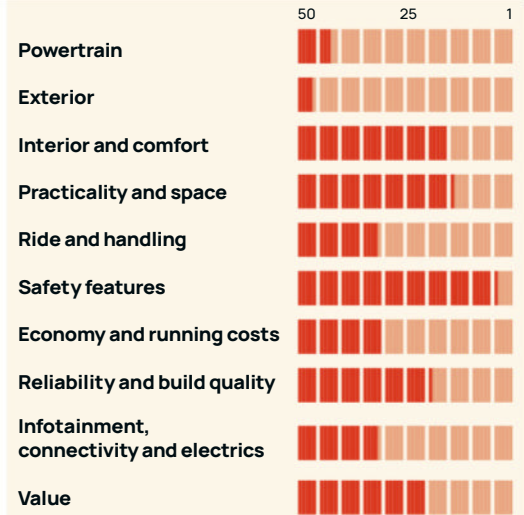 50 25 1
Powertrain
Exterior
Interior and comfort
Practicality and space
Ride and handling
Safety features
Economy and running costs
Reliability and build quality
Infotainment,
connectivity and electrics
Value